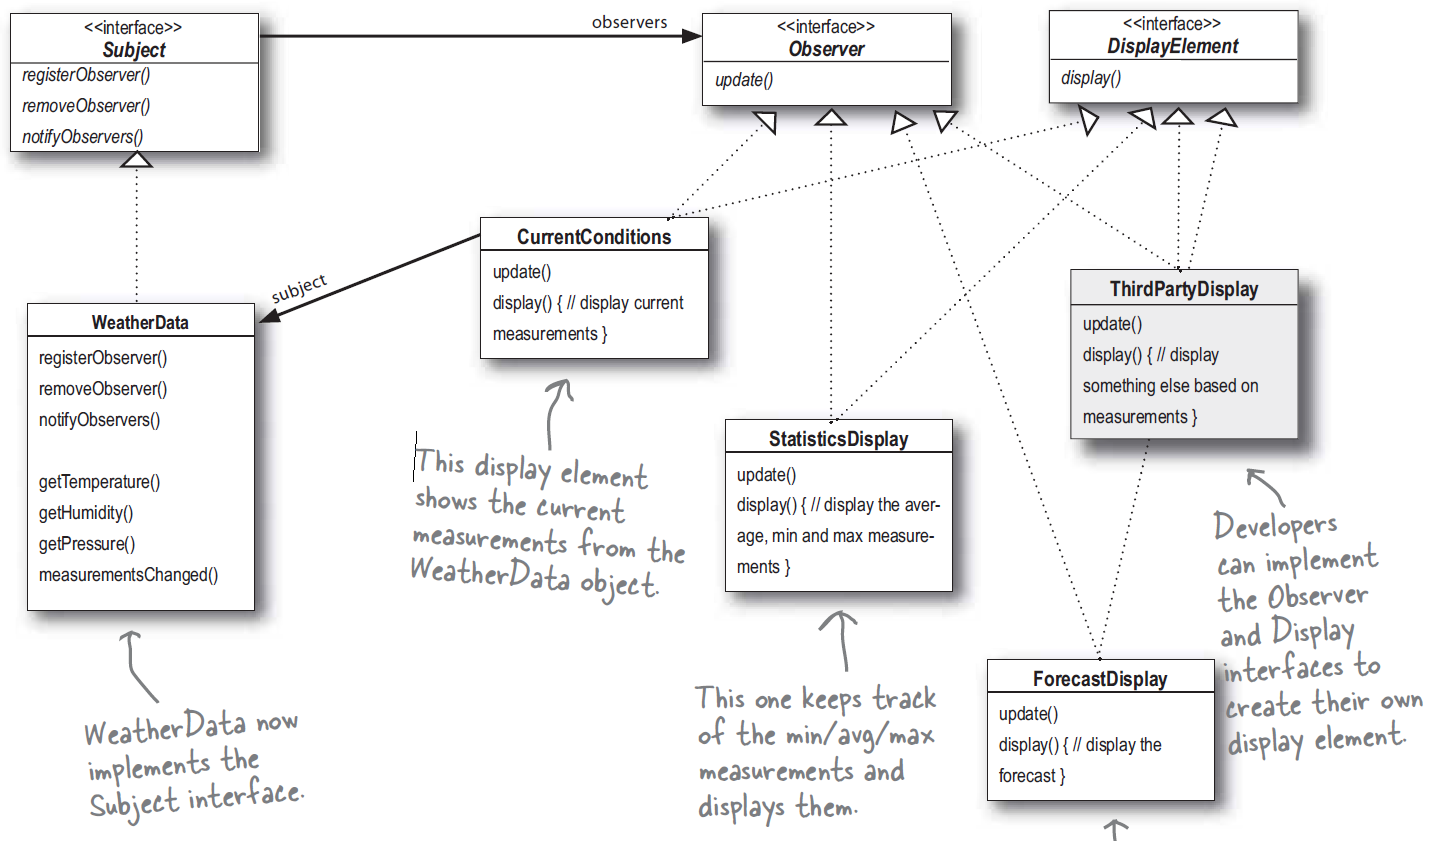 <<interface>>
Subject
registerObserver()
removeObserver()
notifyObservers()
observers
<<interface>>
Observer
update()
<<interface>>
DisplayElement
display()
CurrentConditions
update()
display() { // display current
measurements }
subject
WeatherData
registerObserver()
removeObserver()
notifyObservers()
getTemperature()
getHumidity()
getPressure()
measurementsChanged()
ThirdPartyDisplay
update()
display() { // display
something else based on
measurements }
StatisticsDisplay
update()
display() { // display the aver-
age, min and max measure-
ments }
This display element
shows the current
measurements from the
WeatherData object.
Developers
can implement
the Observer
and Display
interfaces to
create their own
display element.
ForecastDisplay
update()
display() { // display the
forecast }
WeatherData now
implements the
Subject interface.
This one keeps track
of the min/avg/max
measurements and
displays them.